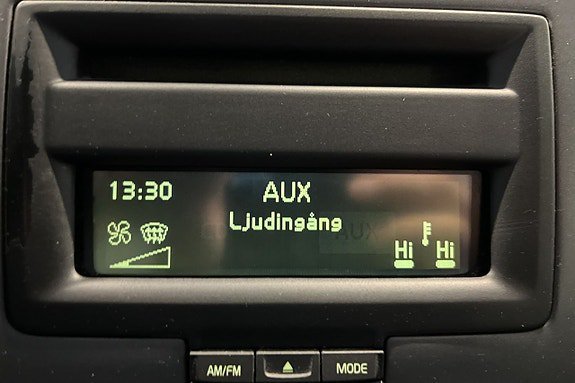 13:30
AUX
Ljudingång
Hi Hi
AM/FM MODE